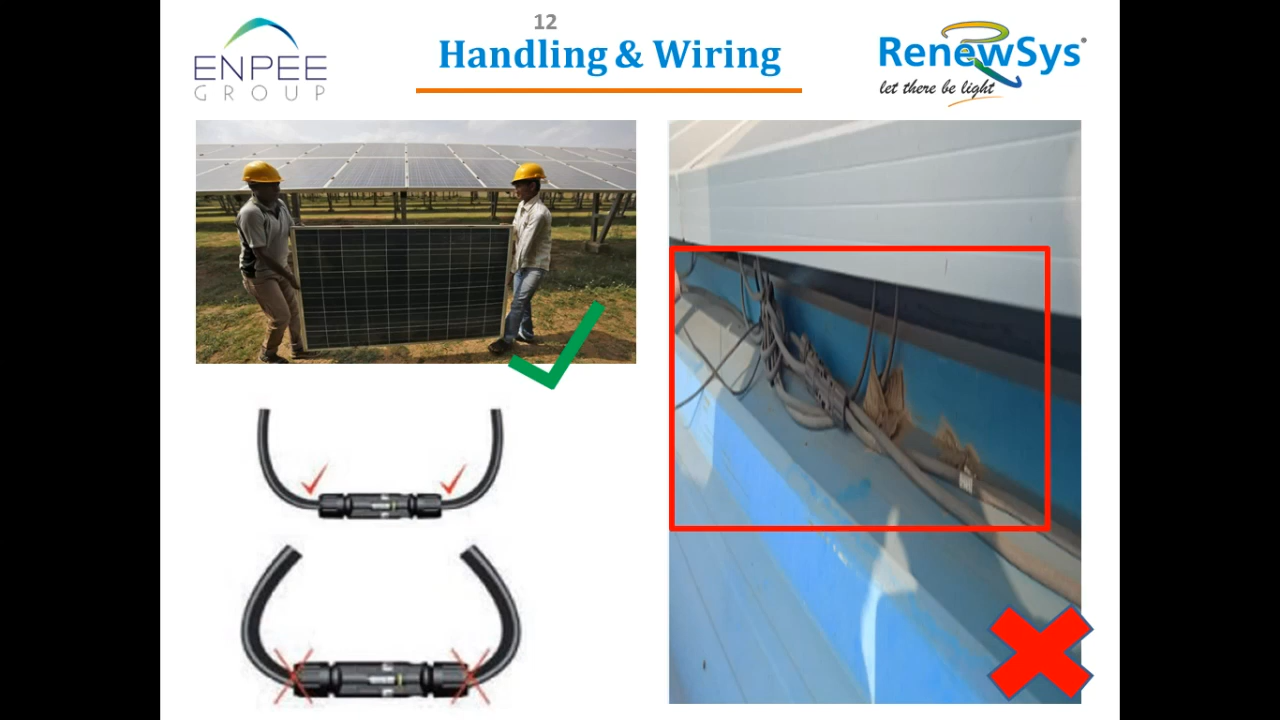 12
ENPEE
GROUP
Handling & Wiring
RenewSys®
let there be light